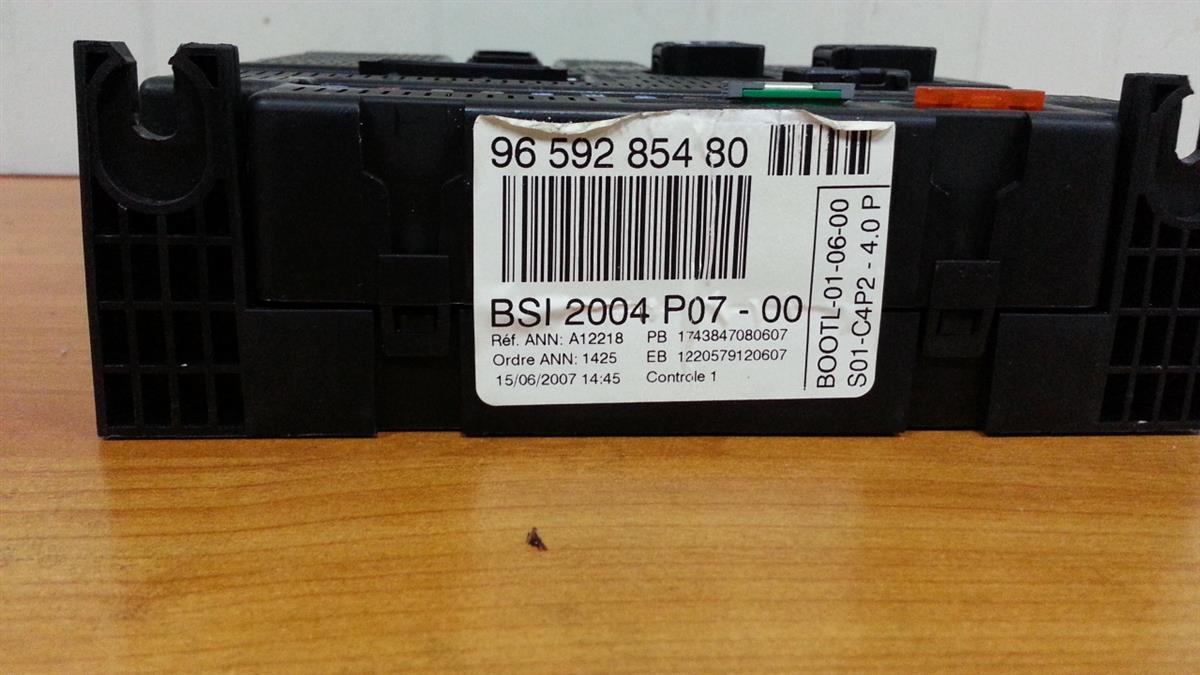 96 592 854 80
BSI 2004 P07 - 00
Réf. ANN: A12218 PB 1743847080607
Ordre ANN: 1425 EB 1220579120607
15/06/2007 14:45 Controle 1
BOOTL-01-06-00
S01-C4P2 - 4.0 P